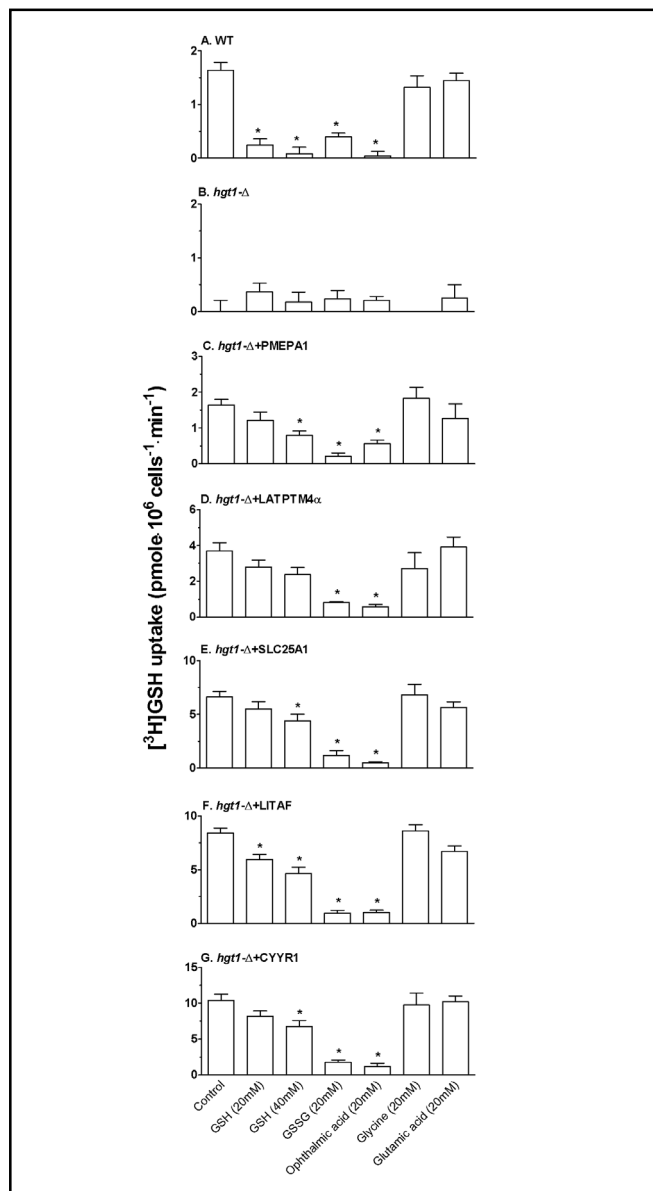 A. WT
2
1
0
* * * *
B. hgt1-Δ
2
1
0
C. hgt1-Δ+PMEPA1
3
2
1
0
* * *
D. hgt1-Δ+LATPTM4α
6
4
2
0
* *
E. hgt1-Δ+SLC25A1
10
5
0
* * *
F. hgt1-Δ+LITAF
10
5
0
* * * *
G. hgt1-Δ+CYYR1
15
10
5
0
* * *
[³H]GSH uptake (pmole·10⁶ cells⁻¹·min⁻¹)
Control
GSH (20mM)
GSH (40mM)
GSSG (20mM)
Ophthalmic acid (20mM)
Glycine (20mM)
Glutamic acid (20mM)